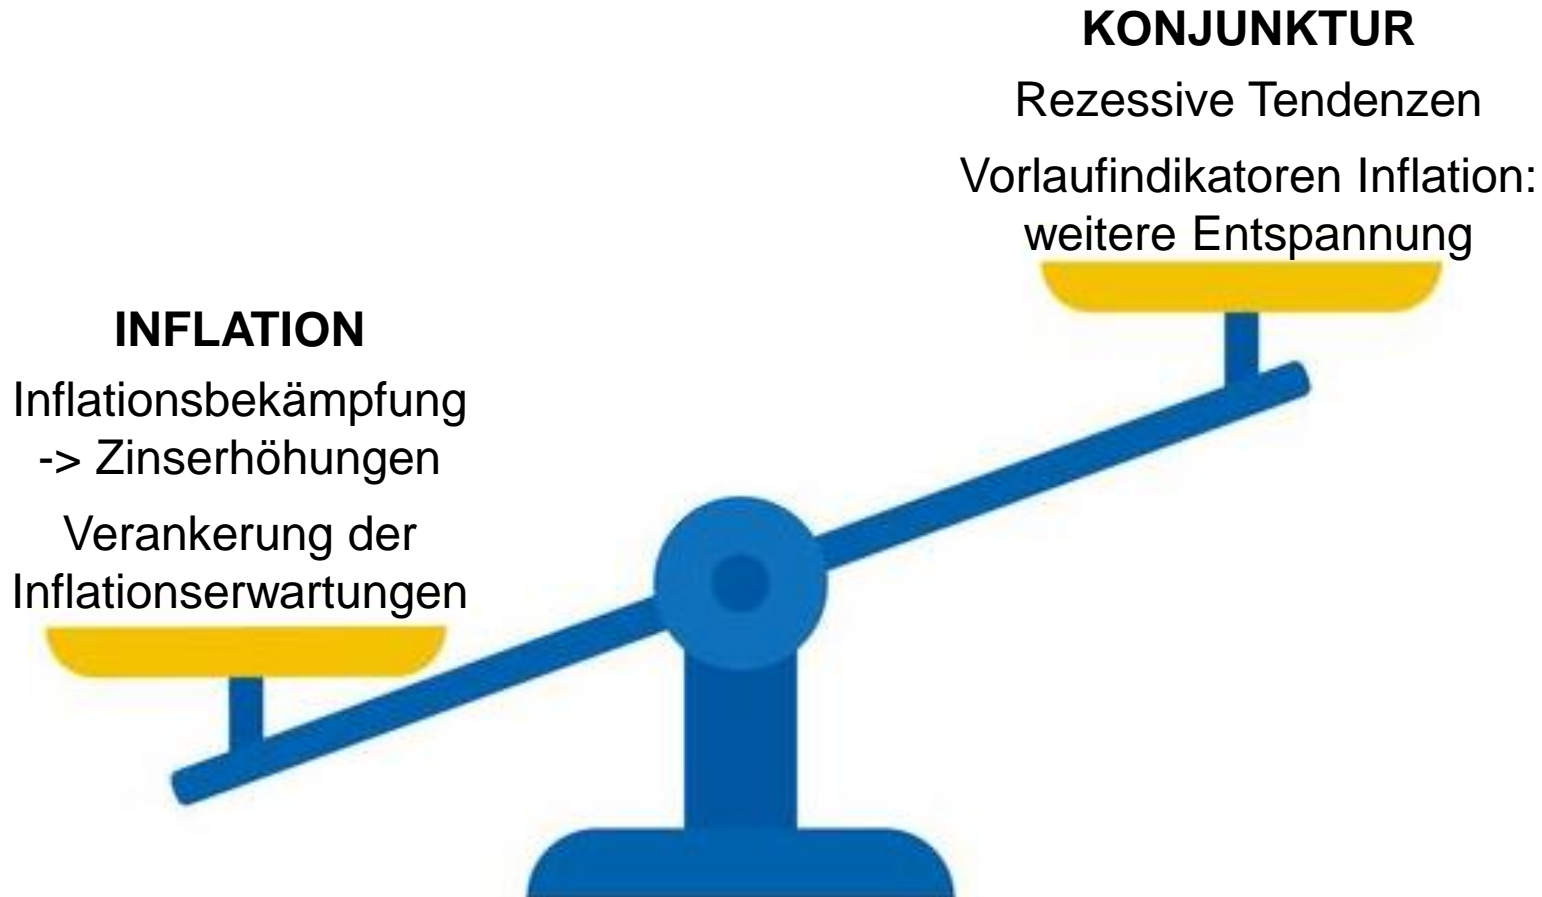 KONJUNKTUR
Rezessive Tendenzen
Vorlaufindikatoren Inflation:
weitere Entspannung
INFLATION
Inflationsbekämpfung
-> Zinserhöhungen
Verankerung der
Inflationserwartungen